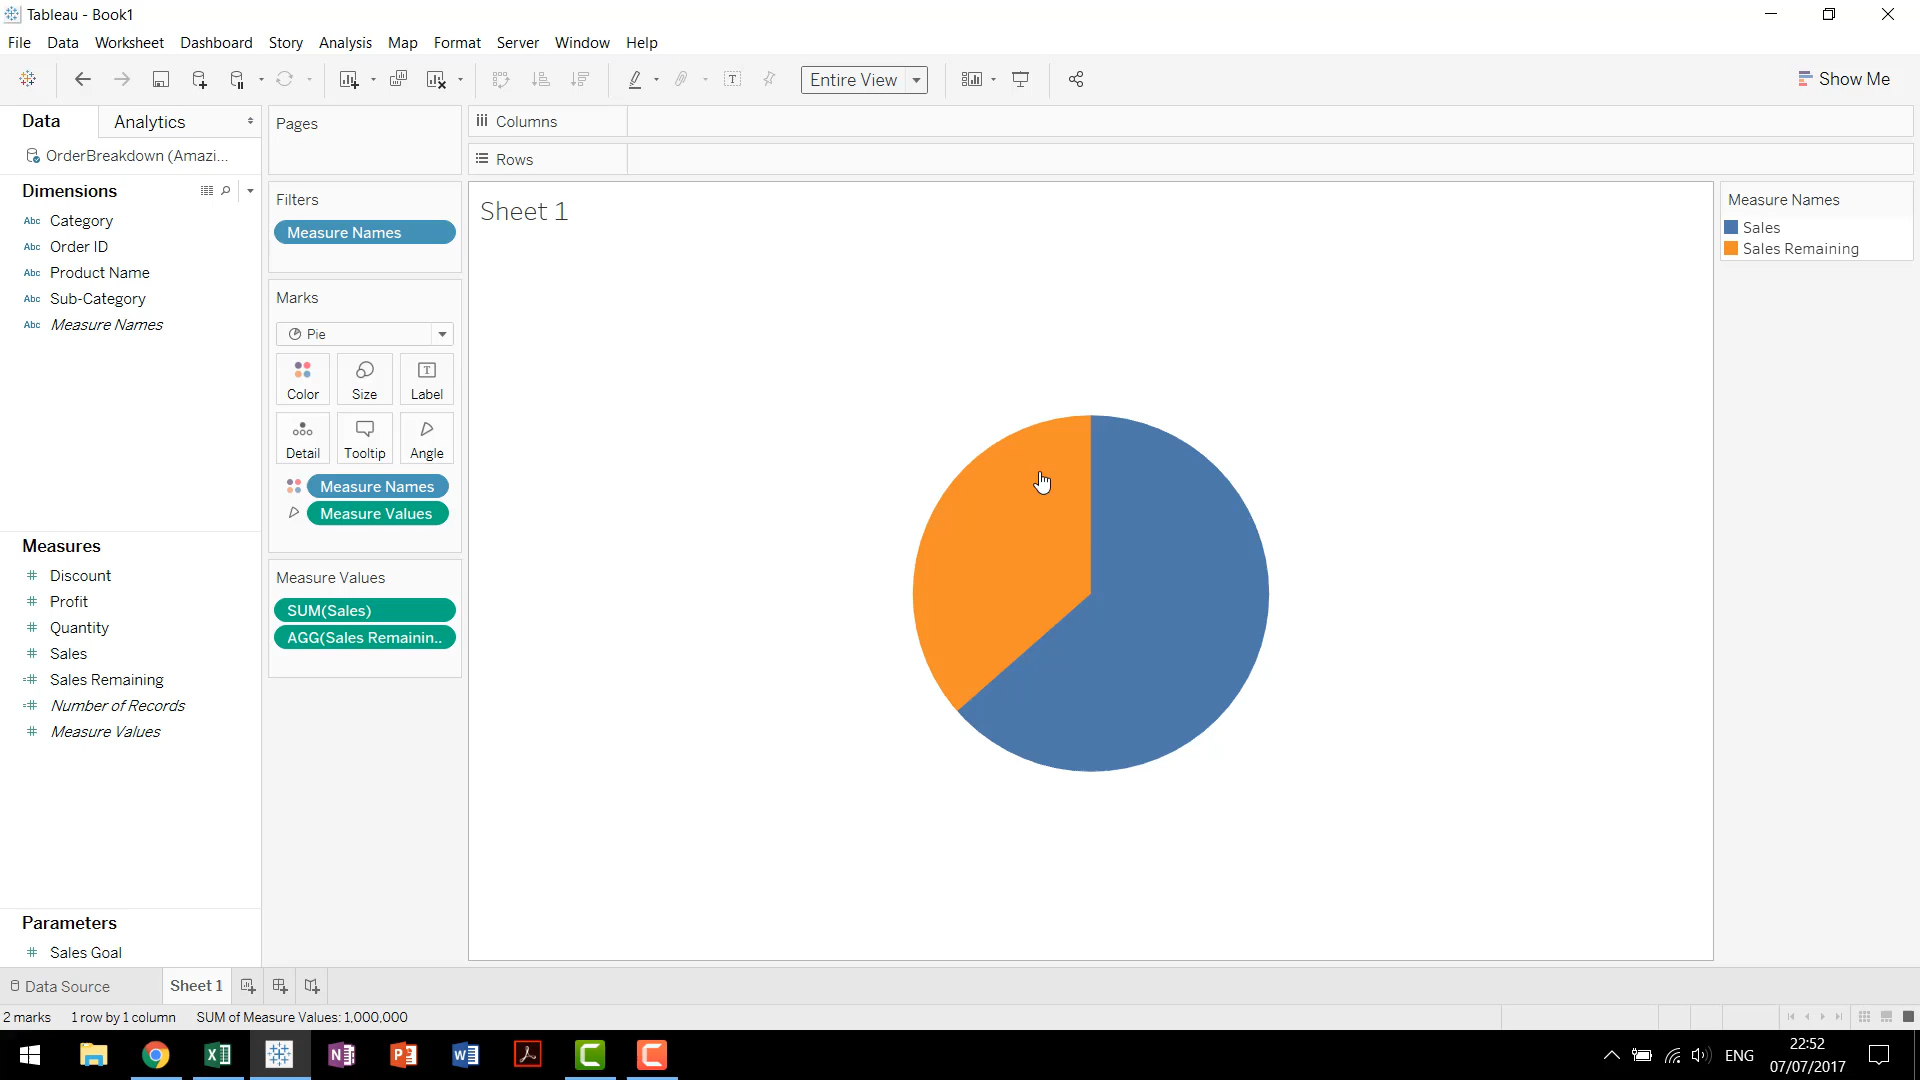 Tableau - Book1
File Data Worksheet Dashboard Story Analysis Map Format Server Window Help
Entire View
Show Me
Data Analytics
OrderBreakdown (Amazi...
Dimensions
Abc Category
Abc Order ID
Abc Product Name
Abc Sub-Category
Abc Measure Names
Measures
# Discount
# Profit
# Quantity
# Sales
=# Sales Remaining
=# Number of Records
# Measure Values
Parameters
# Sales Goal
Pages
Filters
Measure Names
Marks
Pie
Color Size Label
Detail Tooltip Angle
Measure Names
Measure Values
Measure Values
SUM(Sales)
AGG(Sales Remainin..
Columns
Rows
Sheet 1
Measure Names
Sales
Sales Remaining
Data Source Sheet 1
2 marks 1 row by 1 column SUM of Measure Values: 1,000,000
ENG
22:52
07/07/2017